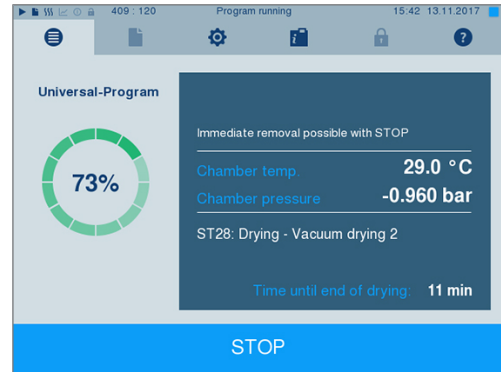 409 : 120 Program running 15:42 13.11.2017
Universal-Program
73%
Immediate removal possible with STOP
Chamber temp. 29.0 °C
Chamber pressure -0.960 bar
ST28: Drying - Vacuum drying 2
Time until end of drying: 11 min
STOP